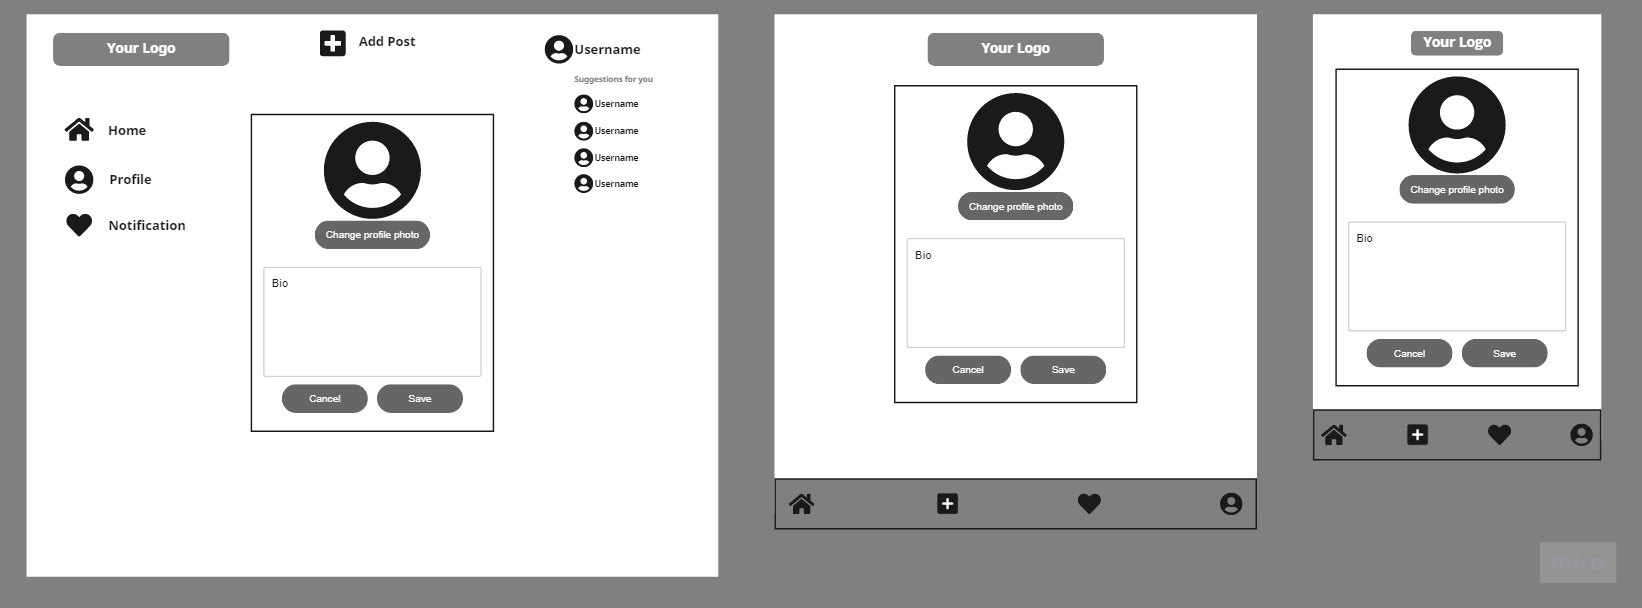 Your Logo
Add Post
Username
Suggestions for you
Username
Username
Username
Username
Home
Profile
Notification
Change profile photo
Bio
Cancel
Save
Your Logo
Change profile photo
Bio
Cancel
Save
Your Logo
Change profile photo
Bio
Cancel
Save
miro